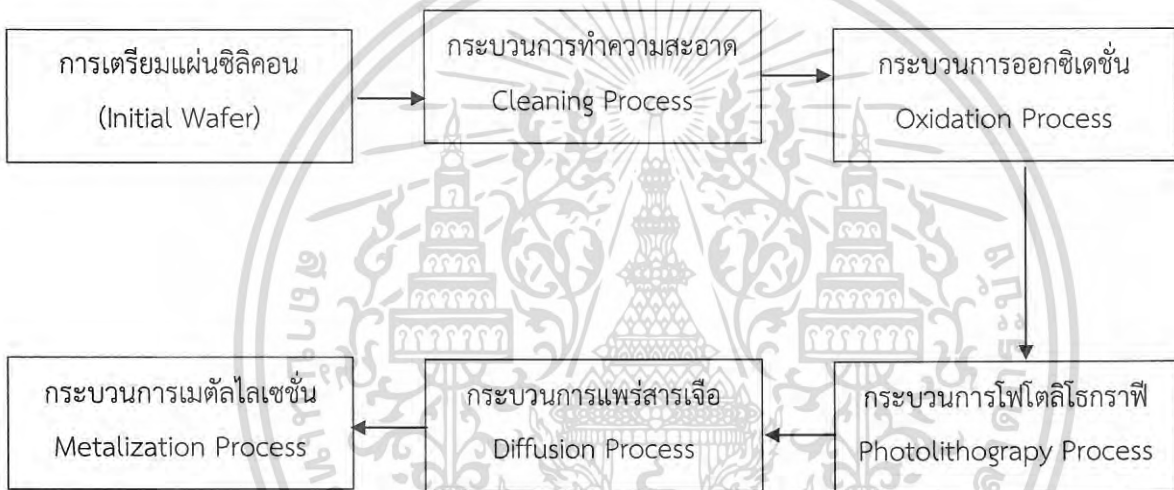 การเตรียมแผ่นซิลิคอน
(Initial Wafer)
กระบวนการทำความสะอาด
Cleaning Process
กระบวนการออกซิเดชั่น
Oxidation Process
กระบวนการโฟโตลิโธกราฟี
Photolithograpy Process
กระบวนการแพร่สารเจือ
Diffusion Process
กระบวนการเมตัลไลเซชั่น
Metalization Process